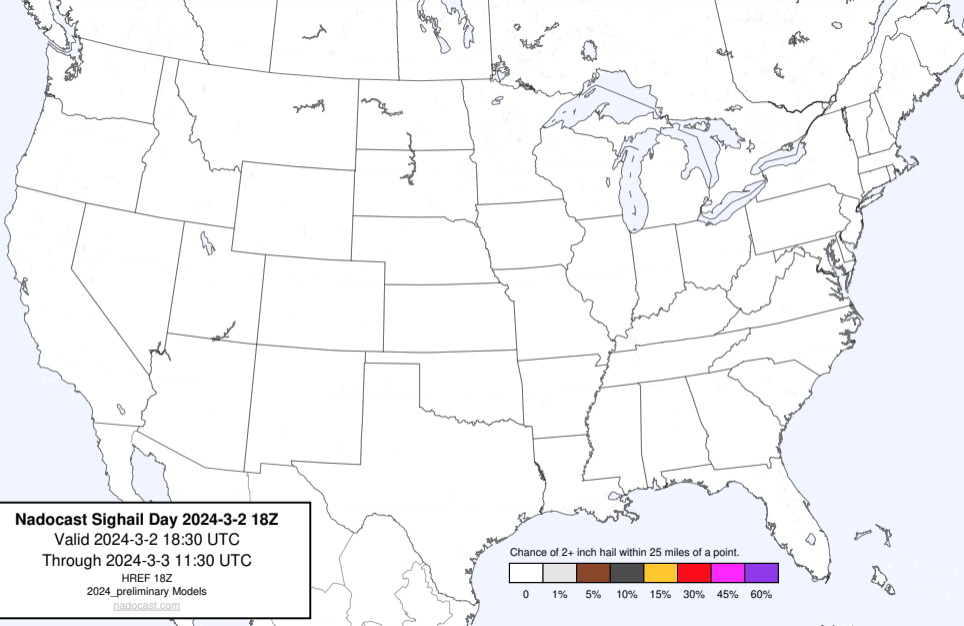 Nadocast Sighail Day 2024-3-2 18Z
Valid 2024-3-2 18:30 UTC
Through 2024-3-3 11:30 UTC
HREF 18Z
2024_preliminary Models
nadocast.com
Chance of 2+ inch hail within 25 miles of a point.
0 1% 5% 10% 15% 30% 45% 60%